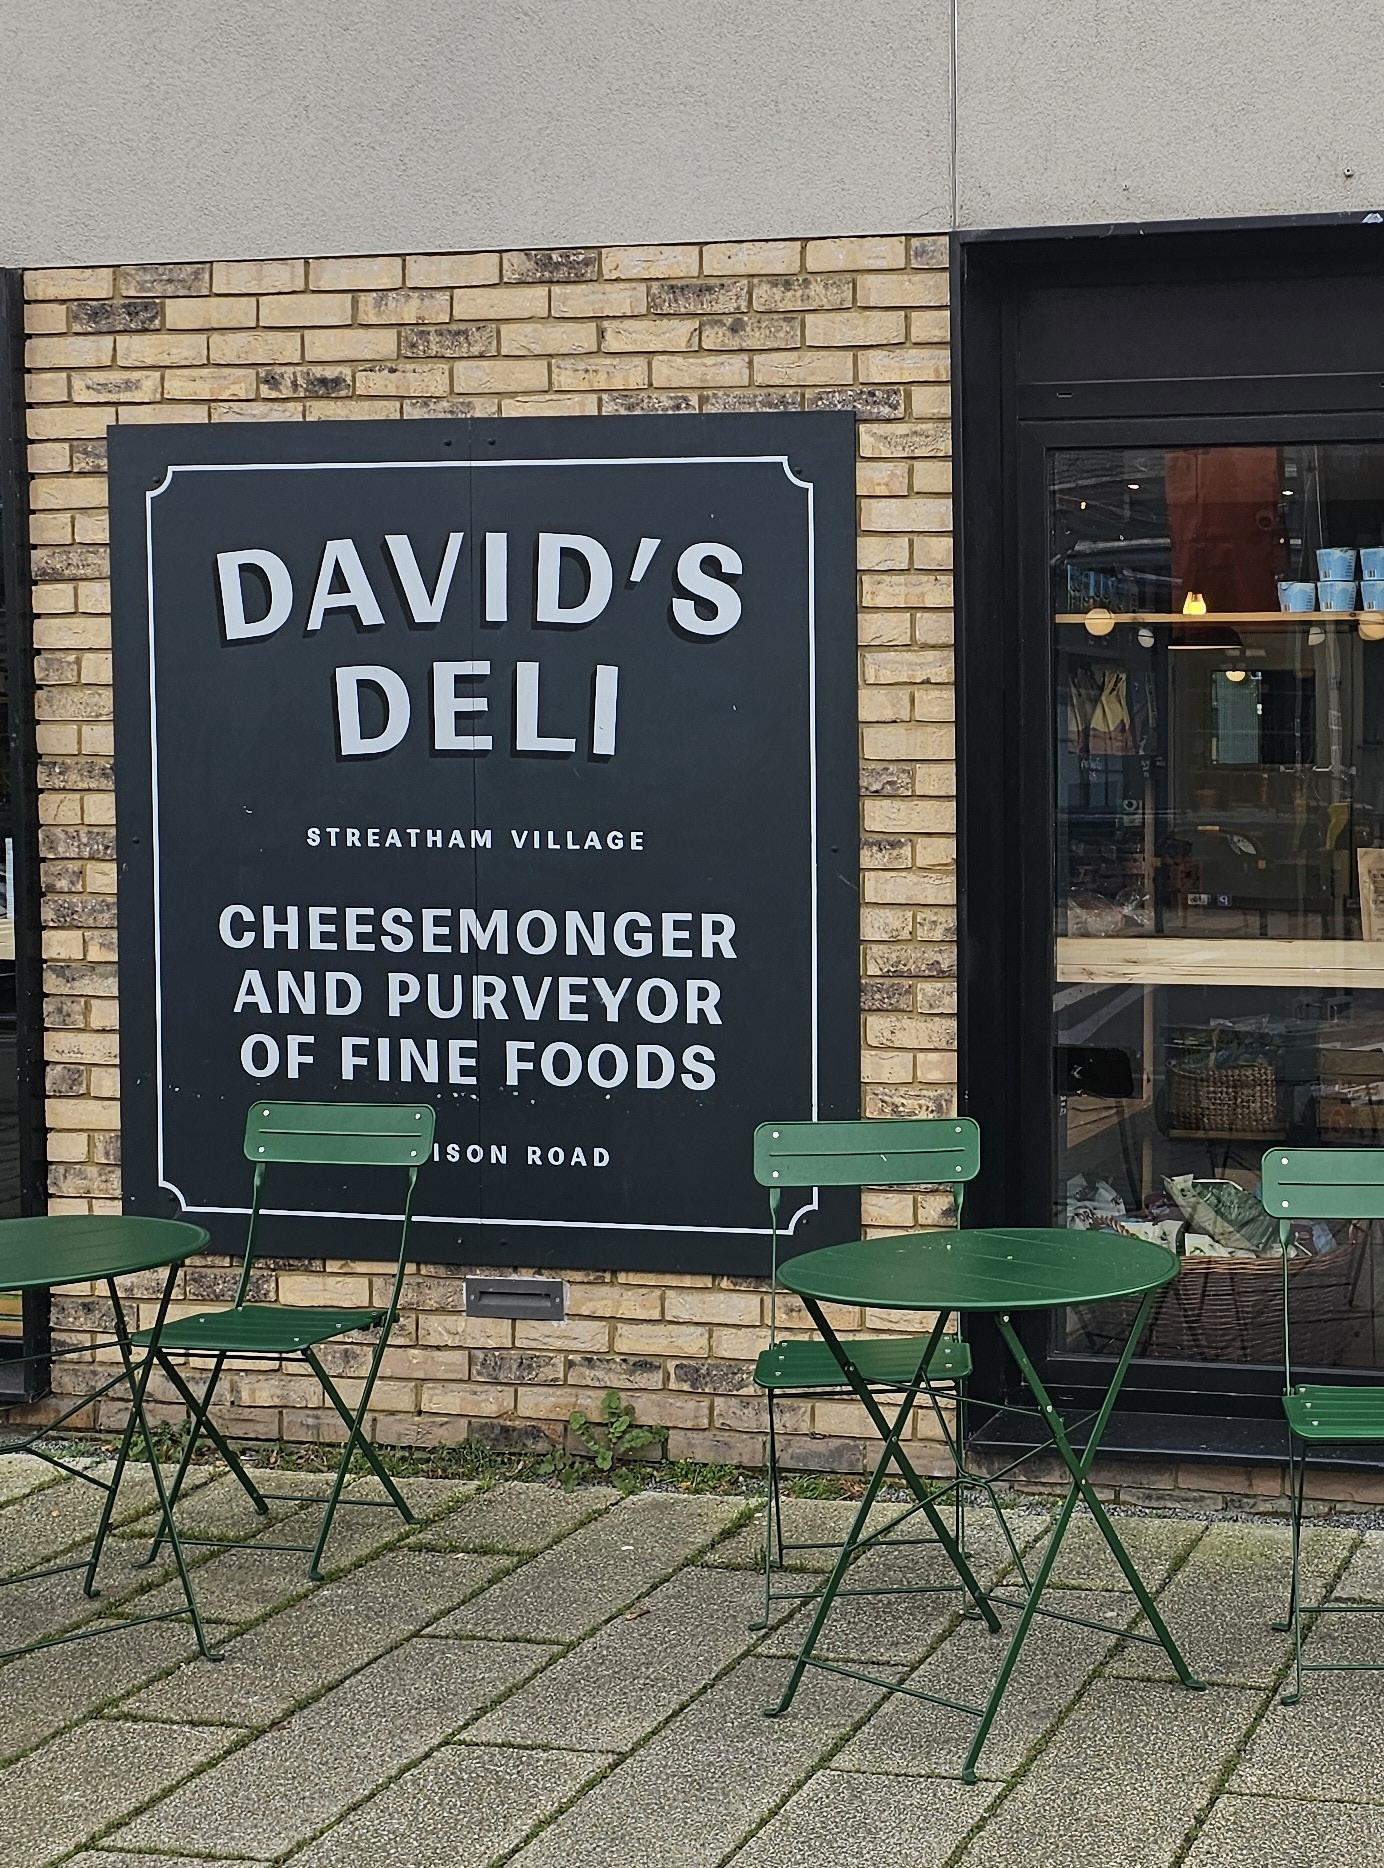 DAVID'S
DELI
STREATHAM VILLAGE
CHEESEMONGER
AND PURVEYOR
OF FINE FOODS
ROAD